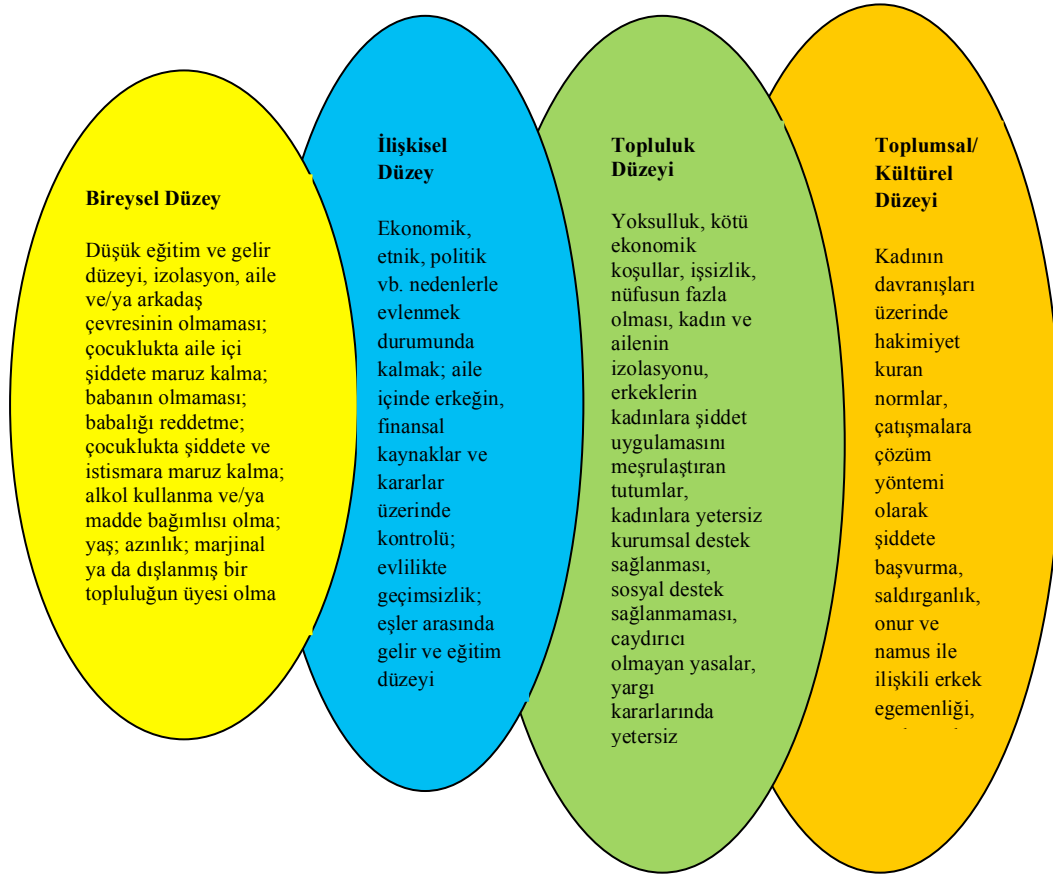 Bireysel Düzey
Düşük eğitim ve gelir
düzeyi, izolasyon, aile
ve/ya arkadaş
çevresinin olmaması;
çocuklukta aile içi
şiddete maruz kalma;
babanın olmaması;
babalığı reddetme;
çocuklukta şiddete ve
istismara maruz kalma;
alkol kullanma ve/ya
madde bağımlısı olma;
yaş; azınlık; marjinal
ya da dışlanmış bir
topluluğun üyesi olma
İlişkisel
Düzey
Ekonomik,
etnik, politik
vb. nedenlerle
evlenmek
durumunda
kalmak; aile
içinde erkeğin,
finansal
kaynaklar ve
kararlar
üzerinde
kontrolü;
evlilikte
geçimsizlik;
eşler arasında
gelir ve eğitim
düzeyi
Topluluk
Düzeyi
Yoksulluk, kötü
ekonomik
koşullar, işsizlik,
nüfusun fazla
olması, kadın ve
ailenin
izolasyonu,
erkeklerin
kadınlara şiddet
uygulamasını
meşrulaştıran
tutumlar,
kadınlara yetersiz
kurumsal destek
sağlanması,
sosyal destek
sağlanmaması,
caydırıcı
olmayan yasalar,
yargı
kararlarında
yetersiz
Toplumsal/
Kültürel
Düzeyi
Kadının
davranışları
üzerinde
hakimiyet
kuran
normlar,
çatışmalara
çözüm
yöntemi
olarak
şiddete
başvurma,
saldırganlık,
onur ve
namus ile
ilişkili erkek
egemenliği,